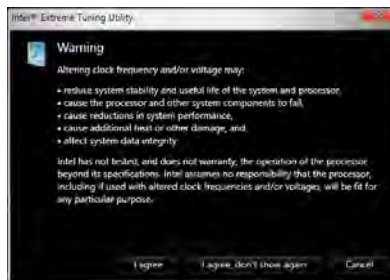 Intel® Extreme Tuning Utility
Warning
Altering clock frequency and/or voltage may:
• reduse system stability and useful life of the system and processor,
• cause the processor and other system components to fail,
• cause reductions in system performance,
• cause additional heat or other damage, and
• affect system data integrity
Intel has not tested, and does not warranty, the operation of the processor
beyond its specifications. Intel assumes no responsibility that the processor,
including if used with altered clock frequencies and/or voltages, will be fit for
any particular purpose.
I agree
I agree, don't show again
Cancel